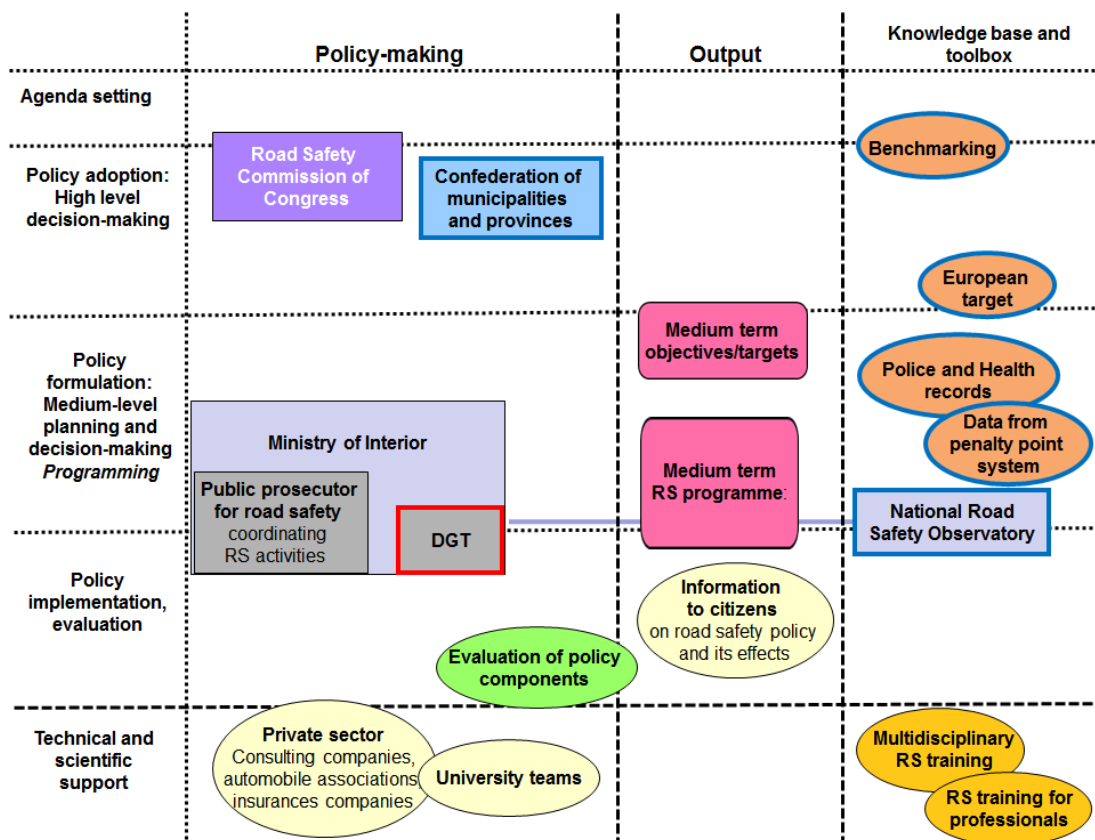 Policy-making
Output
Knowledge base and
toolbox
Agenda setting
Policy adoption:
High level
decision-making
Road Safety
Commission of
Congress
Confederation of
municipalities
and provinces
Benchmarking
European
target
Policy
formulation:
Medium-level
planning and
decision-making
Programming
Ministry of Interior
Public prosecutor
for road safety
coordinating
RS activities
DGT
Medium term
objectives/targets
Medium term
RS programme:
Police and Health
records
Data from
penalty point
system
National Road
Safety Observatory
Policy
implementation,
evaluation
Evaluation of policy
components
Information
to citizens
on road safety policy
and its effects
Technical and
scientific
support
Private sector
Consulting companies,
automobile associations,
insurances companies
University teams
Multidisciplinary
RS training
RS training for
professionals